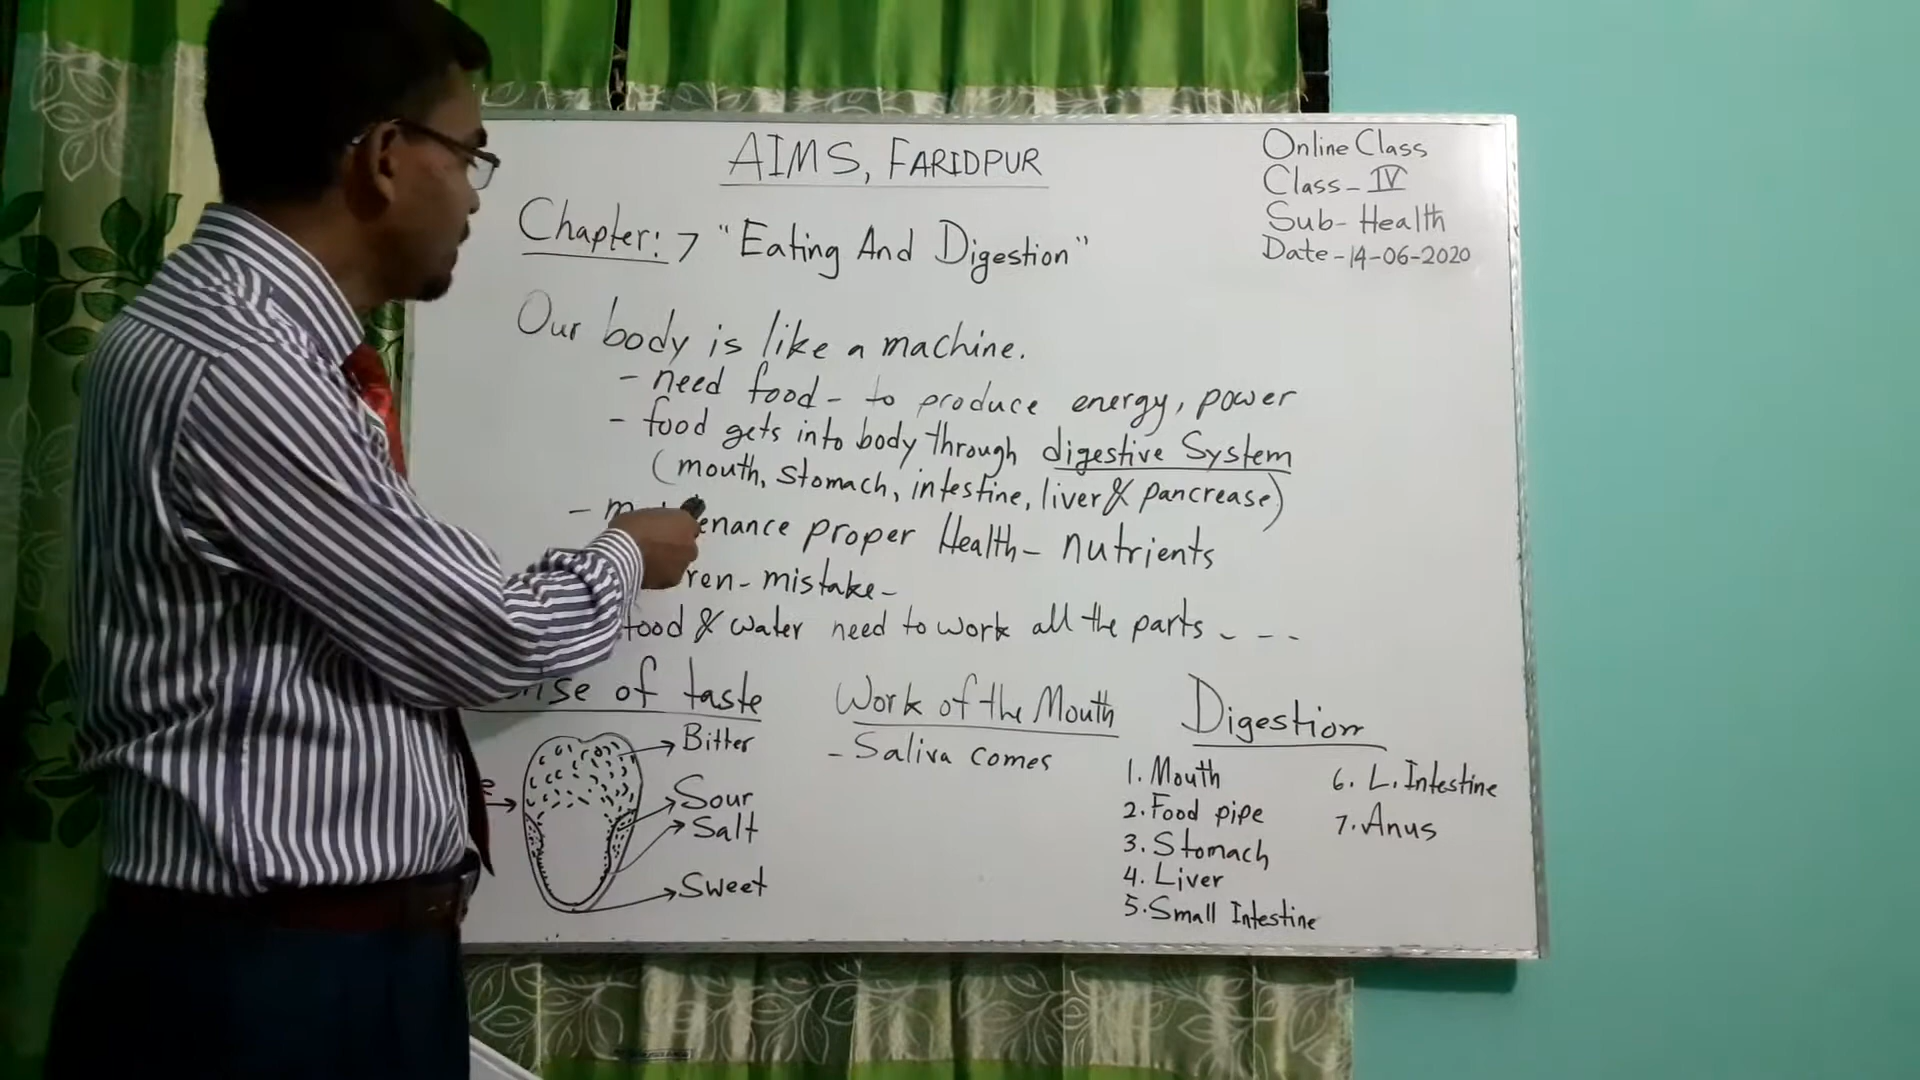 AIMS, FARIDPUR
Online Class
Class - IV
Sub - Health
Date - 14-06-2020
Chapter: 7 "Eating And Digestion"
Our body is like a machine.
- need food - to produce energy, power
- food gets into body through digestive System
(mouth, stomach, intestine, liver & pancrease)
- proper Health - nutrients
- mistake -
food & water need to work all the parts - - -
of taste
Bitter
Sour
Salt
Sweet
Work of the Mouth
- Saliva comes
Digestion
1. Mouth
2. Food pipe
3. Stomach
4. Liver
5. Small Intestine
6. L. Intestine
7. Anus